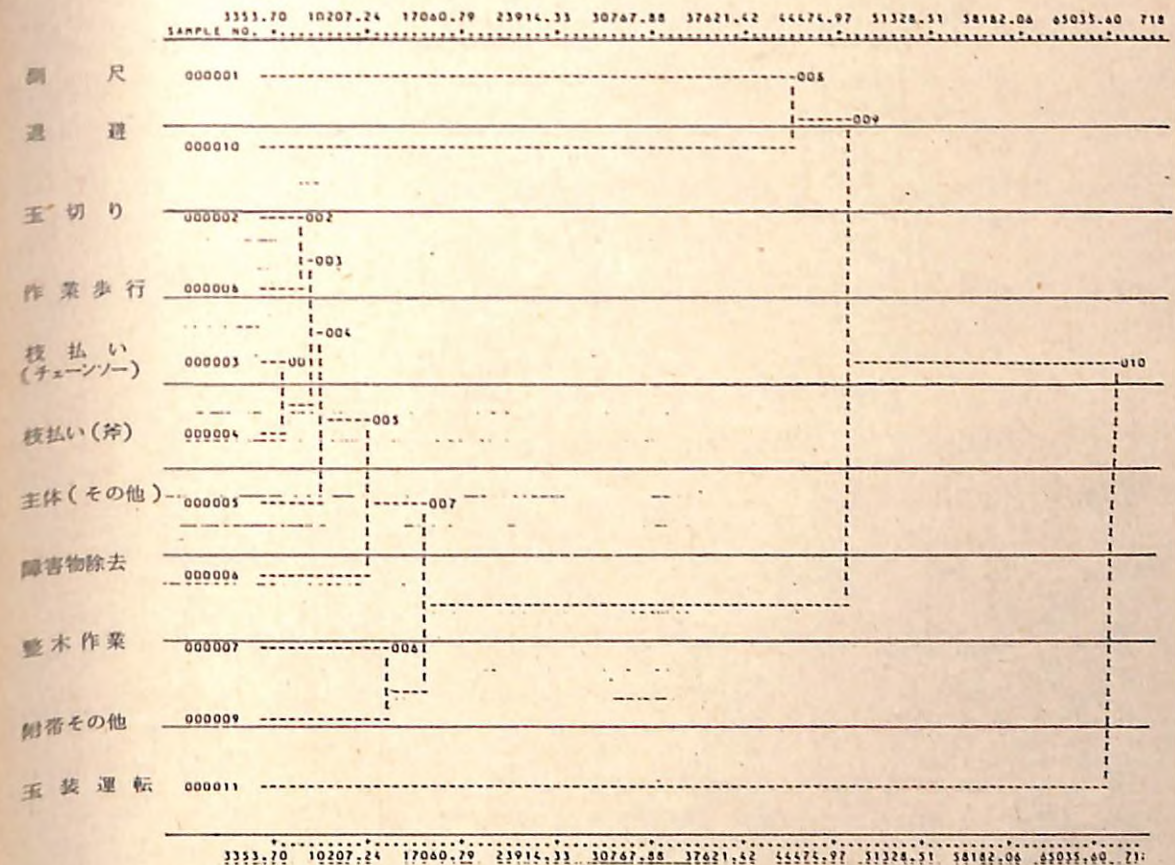 3353.70 10207.24 17060.79 23914.33 30767.88 37621.42 44474.97 51328.51 58182.06 65035.60 718
SAMPLE NO.
測尺 000001 008
009
退避 000010
玉切り 000002 002
003
作業歩行 000008
004
枝払い
(チェーンソー) 000003 001 010
005
枝払い(斧) 000004
主体(その他) 000005 007
障害物除去 000006
整木作業 000007 006
附帯その他 000009
玉装運転 000011
3353.70 10207.24 17060.79 23914.33 30767.88 37621.42 44474.97 51328.51 58182.06 65035.60 71